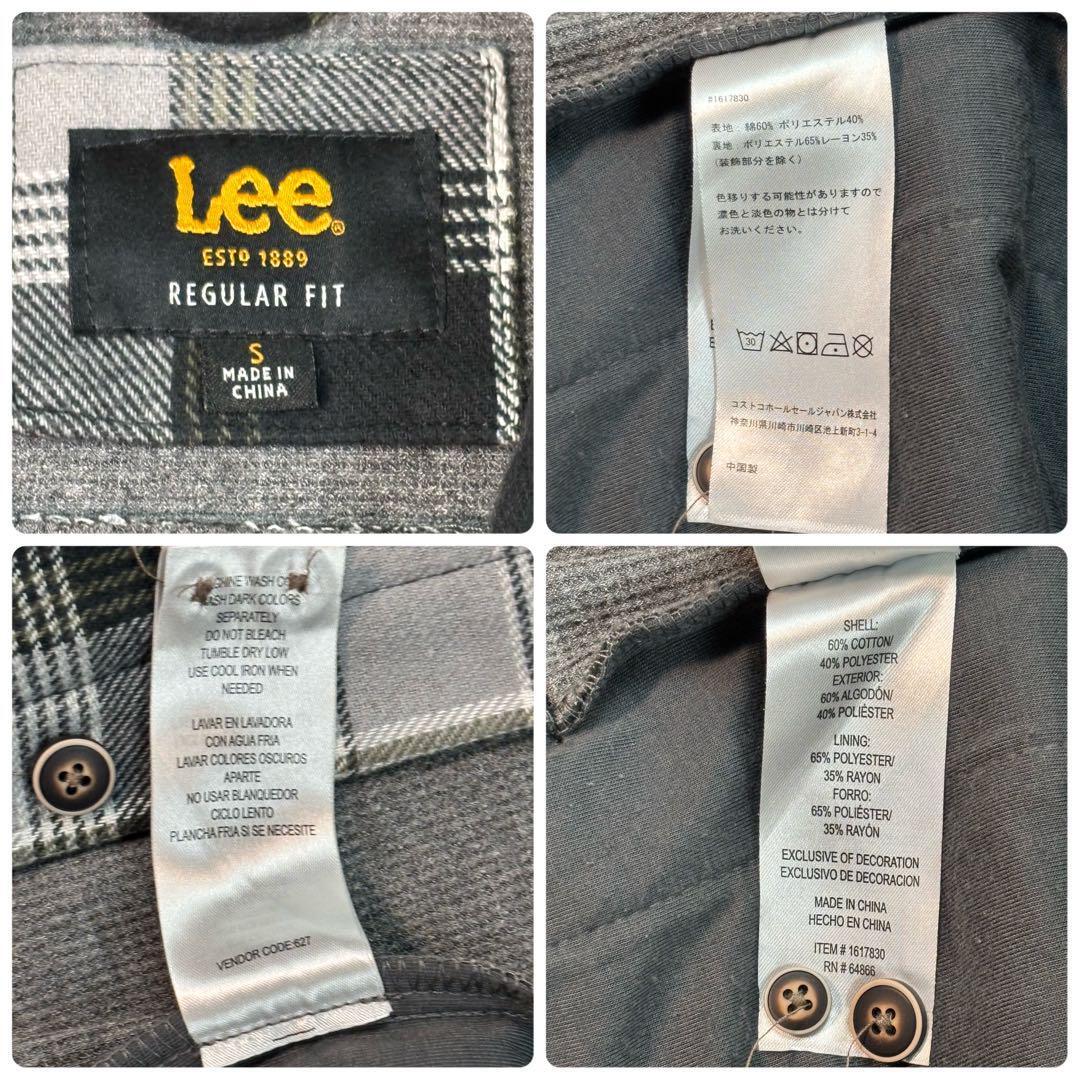 Lee®
ESTD 1889
REGULAR FIT
S
MADE IN
CHINA
#1617830
表地：綿60% ポリエステル40%
裏地：ポリエステル65%レーヨン35%
(装飾部分を除く)
色移りする可能性がありますので
濃色と淡色の物とは分けて
お洗いください。
30
コストコホールセールジャパン株式会社
神奈川県川崎市川崎区池上新町3-1-4
中国製
WASH
DARK COLORS
SEPARATELY
DO NOT BLEACH
TUMBLE DRY LOW
USE COOL IRON WHEN
NEEDED
LAVAR EN LAVADORA
CON AGUA FRIA
LAVAR COLORES OSCUROS
APARTE
NO USAR BLANQUEDOR
CICLO LENTO
PLANCHA FRIA SI SE NECESITE
VENDOR CODE:627
SHELL:
60% COTTON/
40% POLYESTER
EXTERIOR:
60% ALGODÓN/
40% POLIÉSTER
LINING:
65% POLYESTER/
35% RAYON
FORRO:
65% POLIÉSTER/
35% RAYÓN
EXCLUSIVE OF DECORATION
EXCLUSIVO DE DECORACION
MADE IN CHINA
HECHO EN CHINA
ITEM # 1617830
RN # 64866